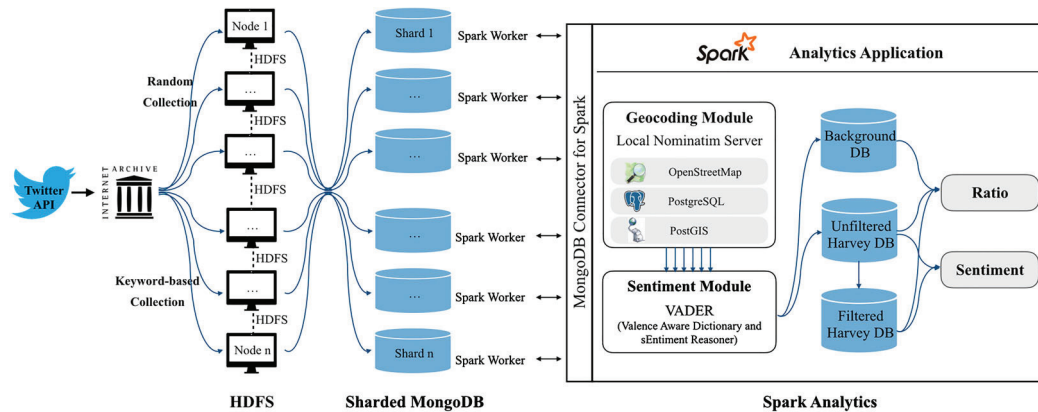 Twitter
API
INTERNET
ARCHIVE
Random
Collection
Keyword-based
Collection
Node 1
HDFS
...
HDFS
...
HDFS
...
HDFS
...
HDFS
Node n
HDFS
Shard 1
...
...
...
...
Shard n
Sharded MongoDB
Spark Worker
Spark Worker
Spark Worker
Spark Worker
Spark Worker
Spark Worker
MongoDB Connector for Spark
Spark
Analytics Application
Geocoding Module
Local Nominatim Server
OpenStreetMap
PostgreSQL
PostGIS
Sentiment Module
VADER
(Valence Aware Dictionary and
sEntiment Reasoner)
Background
DB
Unfiltered
Harvey DB
Filtered
Harvey DB
Ratio
Sentiment
Spark Analytics